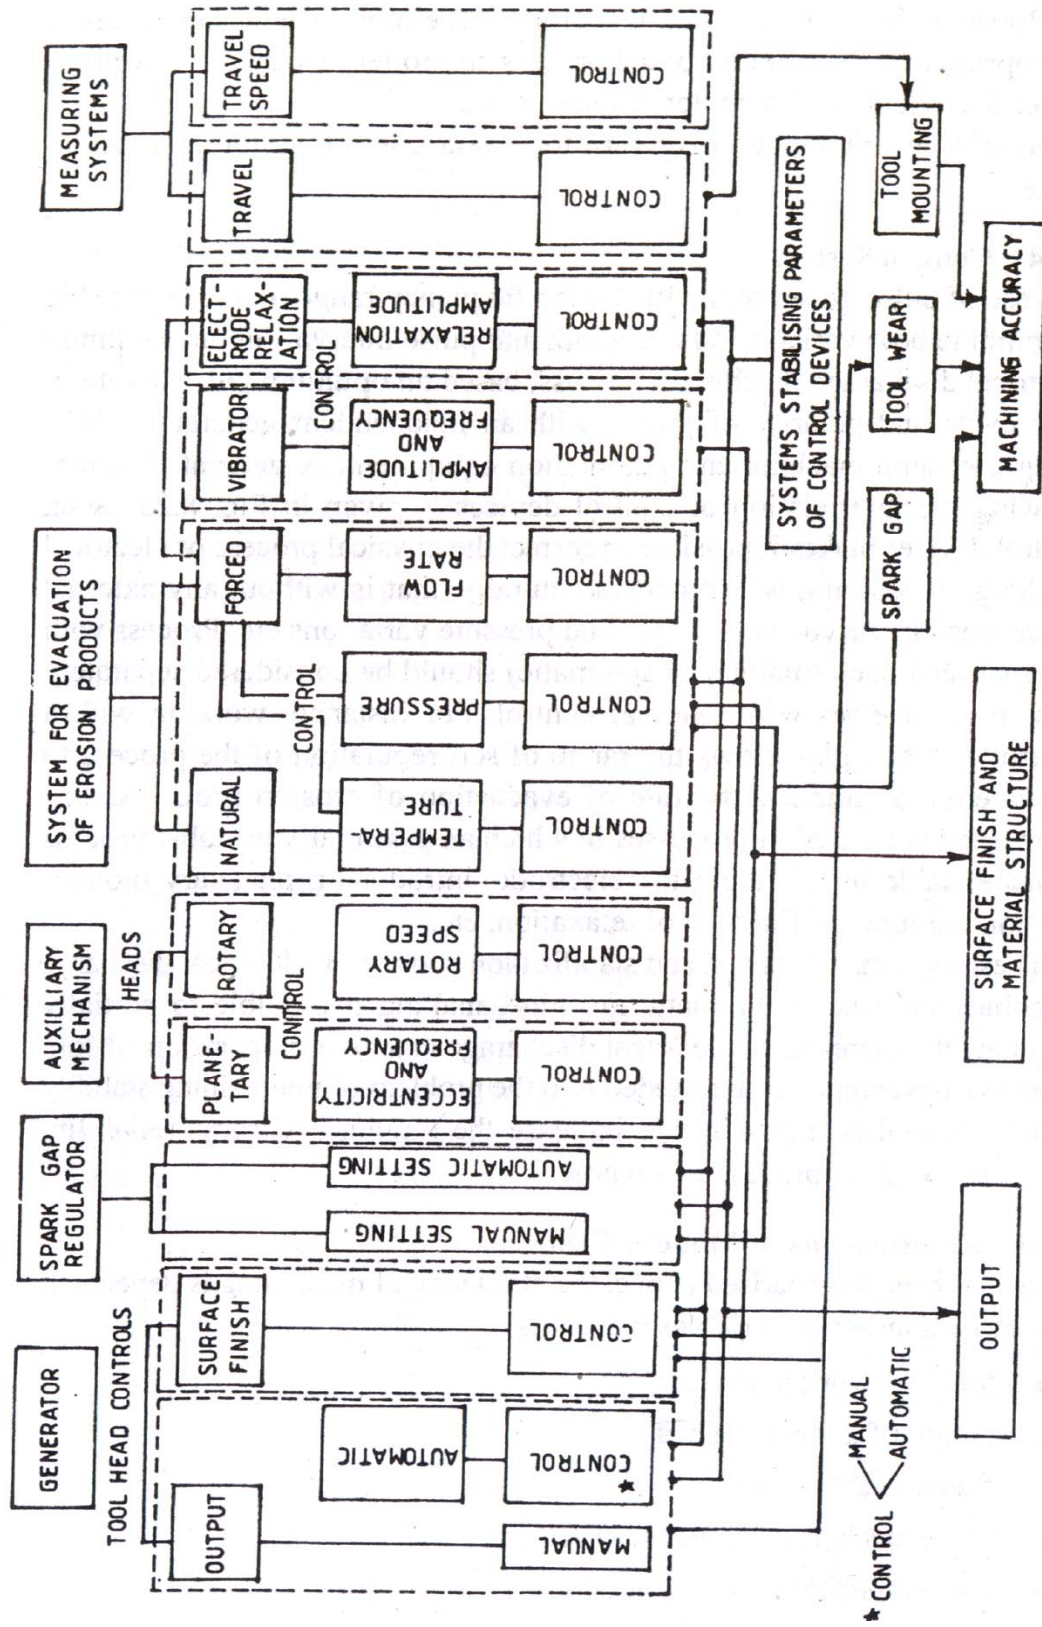 GENERATOR
SPARK GAP
REGULATOR
AUXILLIARY
MECHANISM
SYSTEM FOR EVACUATION
OF EROSION PRODUCTS
MEASURING
SYSTEMS
TOOL HEAD CONTROLS
HEADS
OUTPUT
SURFACE
FINISH
PLANE-
TARY
ROTARY
NATURAL
FORCED
VIBRATORY
ELECT-
RODE
RELAX-
ATION
TRAVEL
TRAVEL
SPEED
CONTROL
CONTROL
CONTROL
AUTOMATIC
MANUAL SETTING
AUTOMATIC SETTING
ECCENTRICITY
AND
FREQUENCY
ROTARY
SPEED
TEMPERA-
TURE
PRESSURE
FLOW
RATE
AMPLITUDE
AND
FREQUENCY
RELAXATION
AMPLITUDE
MANUAL
CONTROL
★
CONTROL
CONTROL
CONTROL
CONTROL
CONTROL
CONTROL
CONTROL
CONTROL
CONTROL
CONTROL
SYSTEMS STABILISING PARAMETERS
OF CONTROL DEVICES
★ CONTROL
MANUAL
AUTOMATIC
SPARK GAP
TOOL WEAR
TOOL
MOUNTING
OUTPUT
SURFACE FINISH AND
MATERIAL STRUCTURE
MACHINING ACCURACY